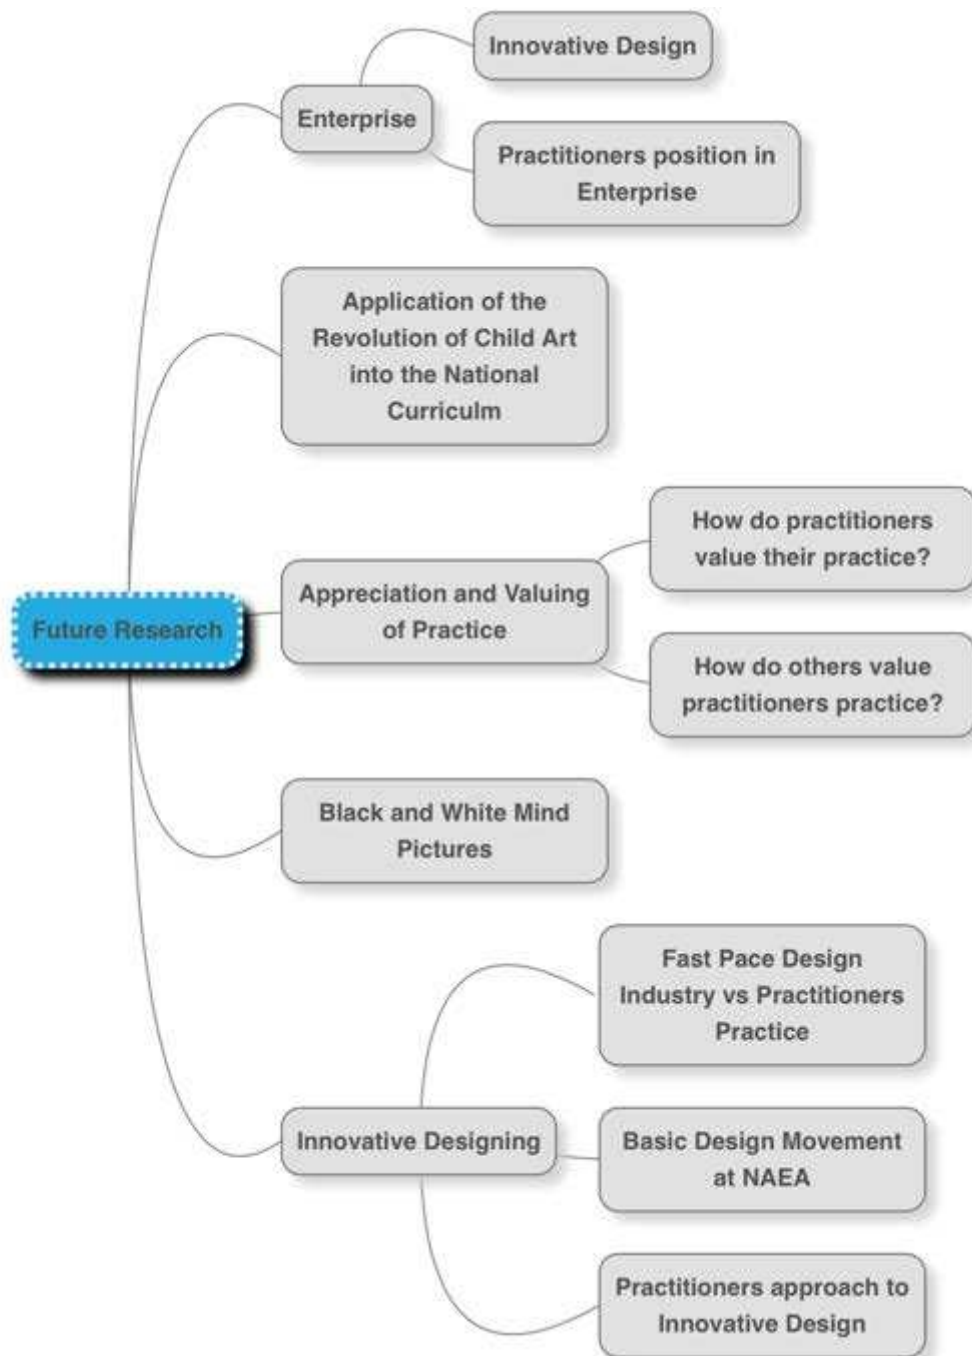 Innovative Design
Enterprise
Practitioners position in
Enterprise
Application of the
Revolution of Child Art
into the National
Curriculm
How do practitioners
value their practice?
Appreciation and Valuing
of Practice
Future Research
How do others value
practitioners practice?
Black and White Mind
Pictures
Fast Pace Design
Industry vs Practitioners
Practice
Innovative Designing
Basic Design Movement
at NAEA
Practitioners approach to
Innovative Design